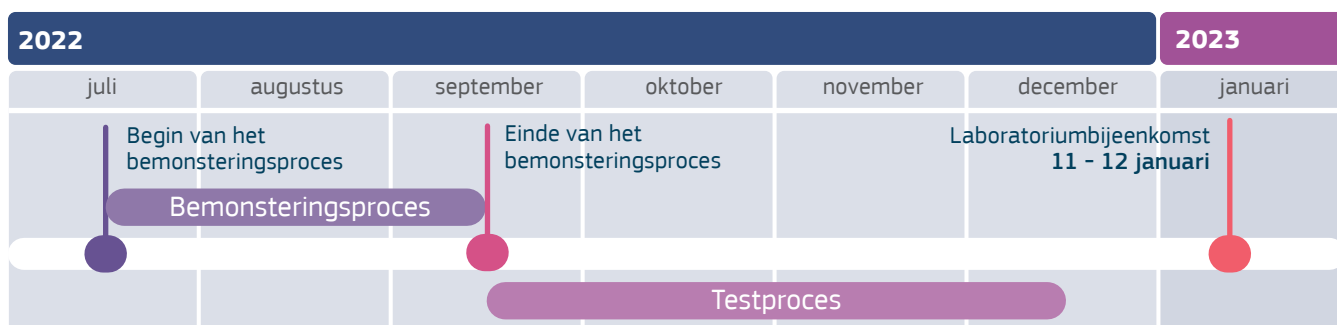 2022
2023
juli
augustus
september
oktober
november
december
januari
Begin van het
bemonsteringsproces
Einde van het
bemonsteringsproces
Laboratoriumbijeenkomst
11 - 12 januari
Bemonsteringsproces
Testproces